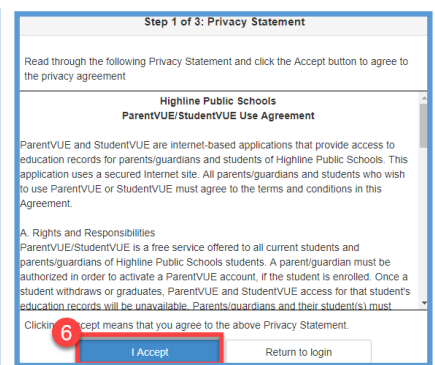 Step 1 of 3: Privacy Statement
Read through the following Privacy Statement and click the Accept button to agree to
the privacy agreement
Highline Public Schools
ParentVUE/StudentVUE Use Agreement
ParentVUE and StudentVUE are internet-based applications that provide access to
education records for parents/guardians and students of Highline Public Schools. This
application uses a secured Internet site. All parents/guardians and students who wish
to use ParentVUE or StudentVUE must agree to the terms and conditions in this
Agreement.
A. Rights and Responsibilities
ParentVUE/StudentVUE is a free service offered to all current students and
parents/guardians of Highline Public Schools students. A parent/guardian must be
authorized in order to activate a ParentVUE account, if the student is enrolled. Once a
student withdraws or graduates, ParentVUE and StudentVUE access for that student's
education records will be unavailable. Parents/guardians and their student(s) must
Clicking cept means that you agree to the above Privacy Statement.
6
I Accept
Return to login